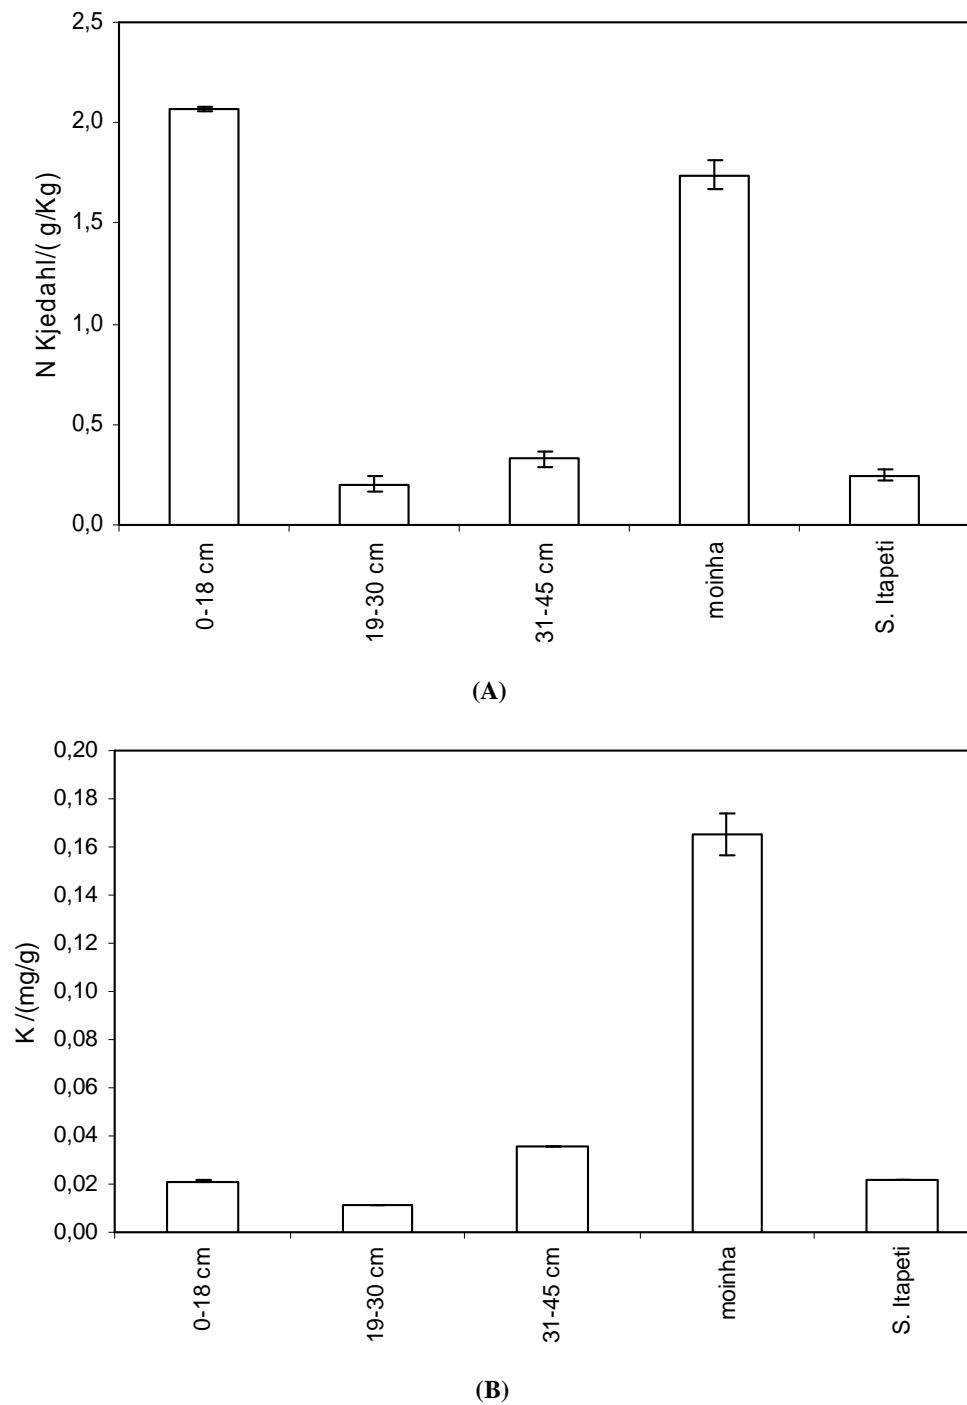 2,5
2,0
1,5
1,0
0,5
0,0
N Kjedahl/( g/Kg)
0-18 cm
19-30 cm
31-45 cm
moinha
S. Itapeti
(A)
0,20
0,18
0,16
0,14
0,12
0,10
0,08
0,06
0,04
0,02
0,00
K /(mg/g)
0-18 cm
19-30 cm
31-45 cm
moinha
S. Itapeti
(B)